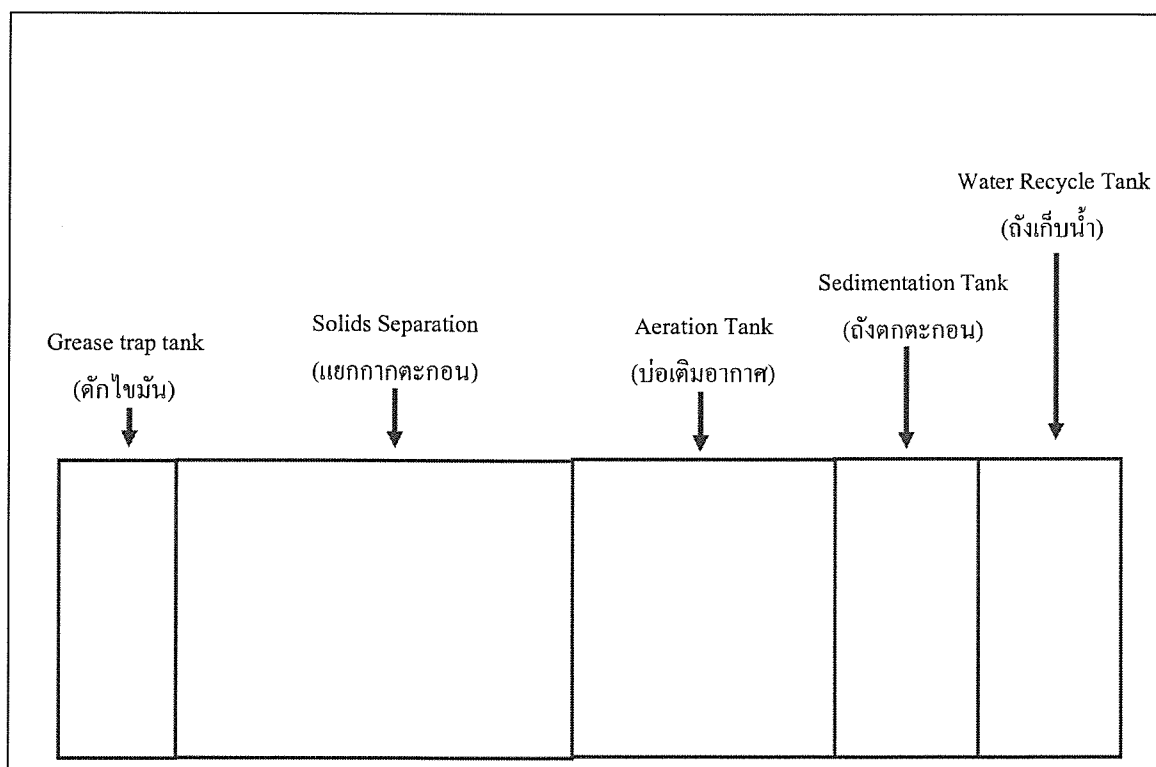 Water Recycle Tank
(ถังเก็บน้ำ)
Sedimentation Tank
(ถังตกตะกอน)
Aeration Tank
(บ่อเติมอากาศ)
Solids Separation
(แยกกากตะกอน)
Grease trap tank
(ดักไขมัน)